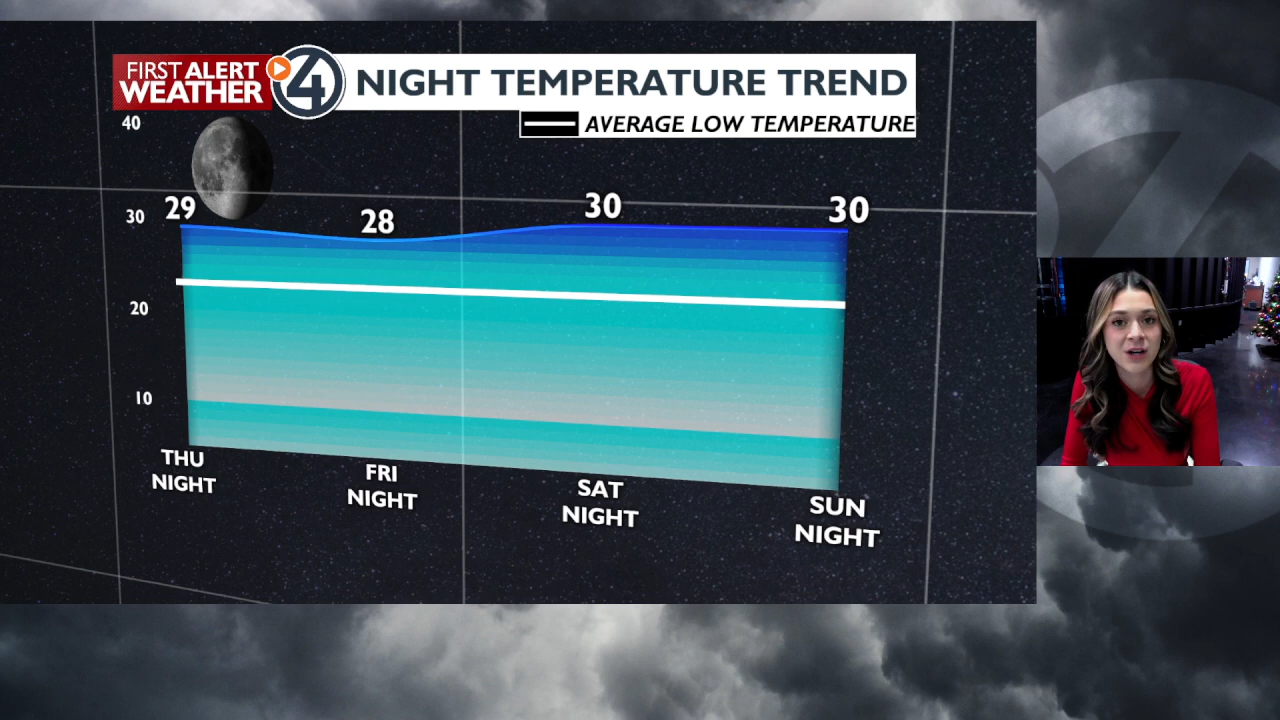 FIRST ALERT
WEATHER
4
NIGHT TEMPERATURE TREND
AVERAGE LOW TEMPERATURE
40
30
20
10
29
28
30
30
THU
NIGHT
FRI
NIGHT
SAT
NIGHT
SUN
NIGHT